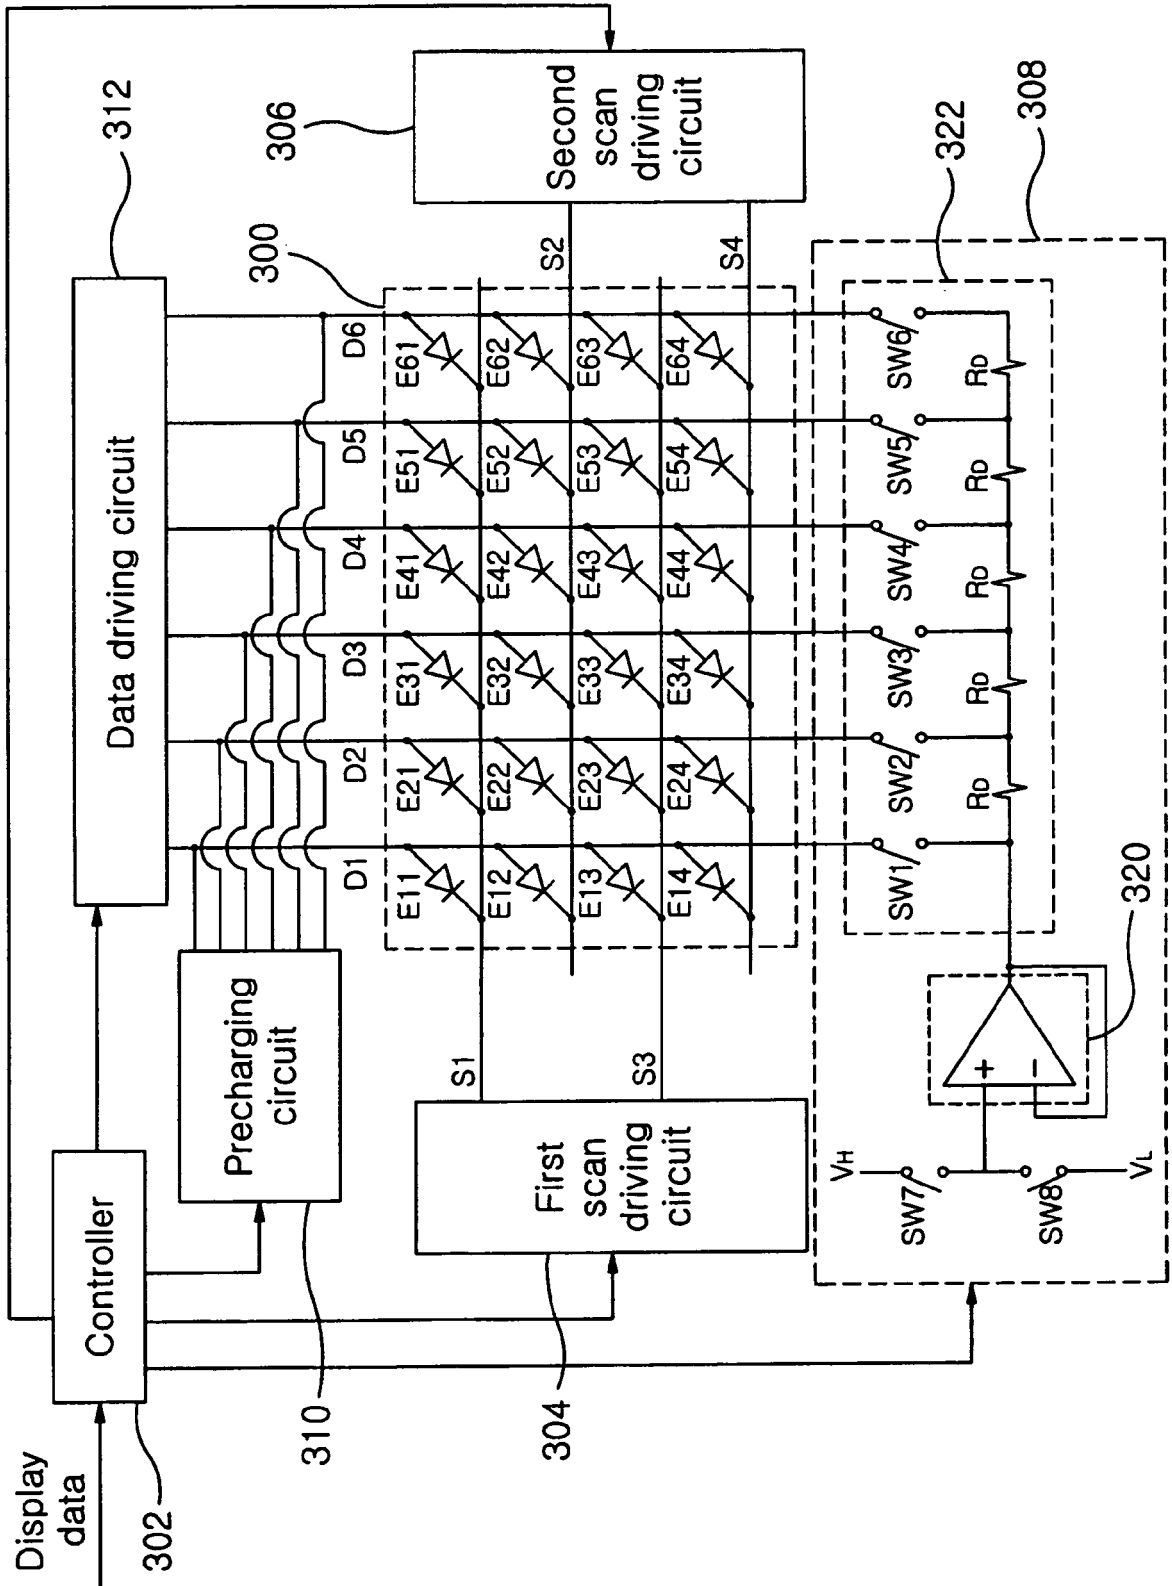 Display
data
302
Controller
Data driving circuit
312
310
Precharging
circuit
D1
D2
D3
D4
D5
D6
300
306
304
First
scan
driving
circuit
Second
scan
driving
circuit
S1
S2
S3
S4
E11
E21
E31
E41
E51
E61
E12
E22
E32
E42
E52
E62
E13
E23
E33
E43
E53
E63
E14
E24
E34
E44
E54
E64
322
308
SW1
SW2
SW3
SW4
SW5
SW6
VH
SW7
SW8
VL
+
−
RD
RD
RD
RD
RD
320